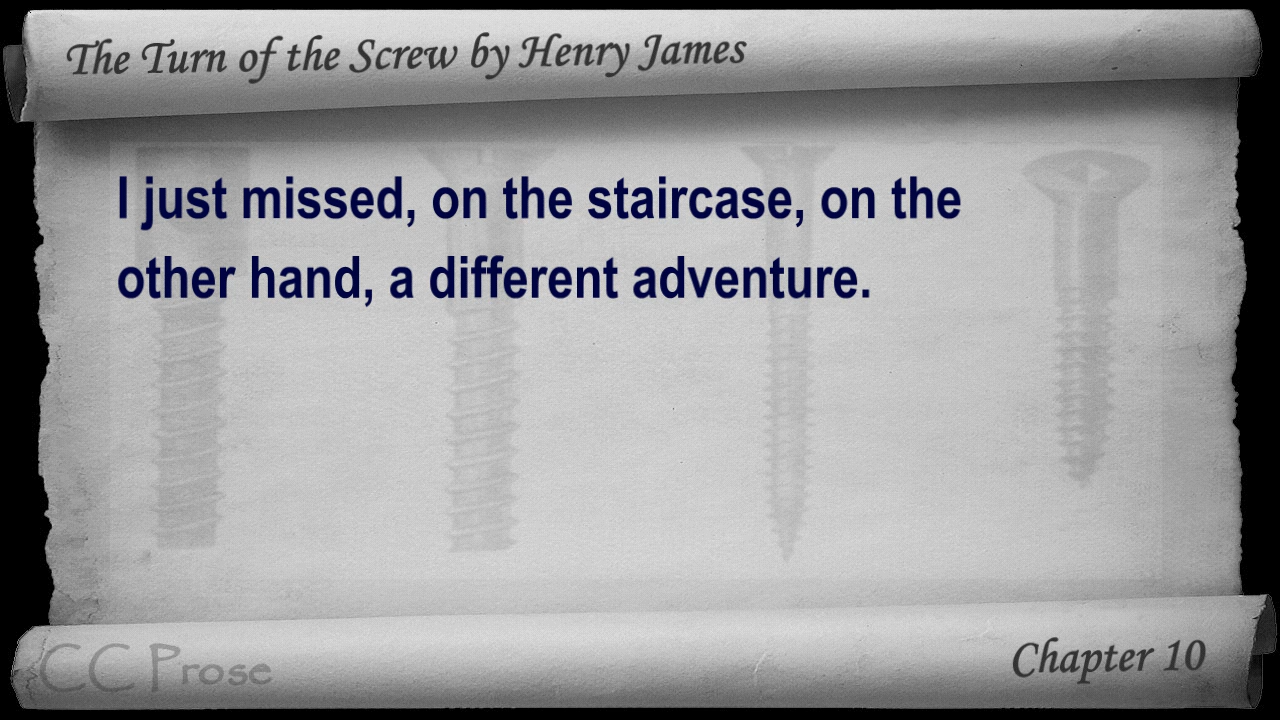 The Turn of the Screw by Henry James
I just missed, on the staircase, on the
other hand, a different adventure.
CC Prose
Chapter 10